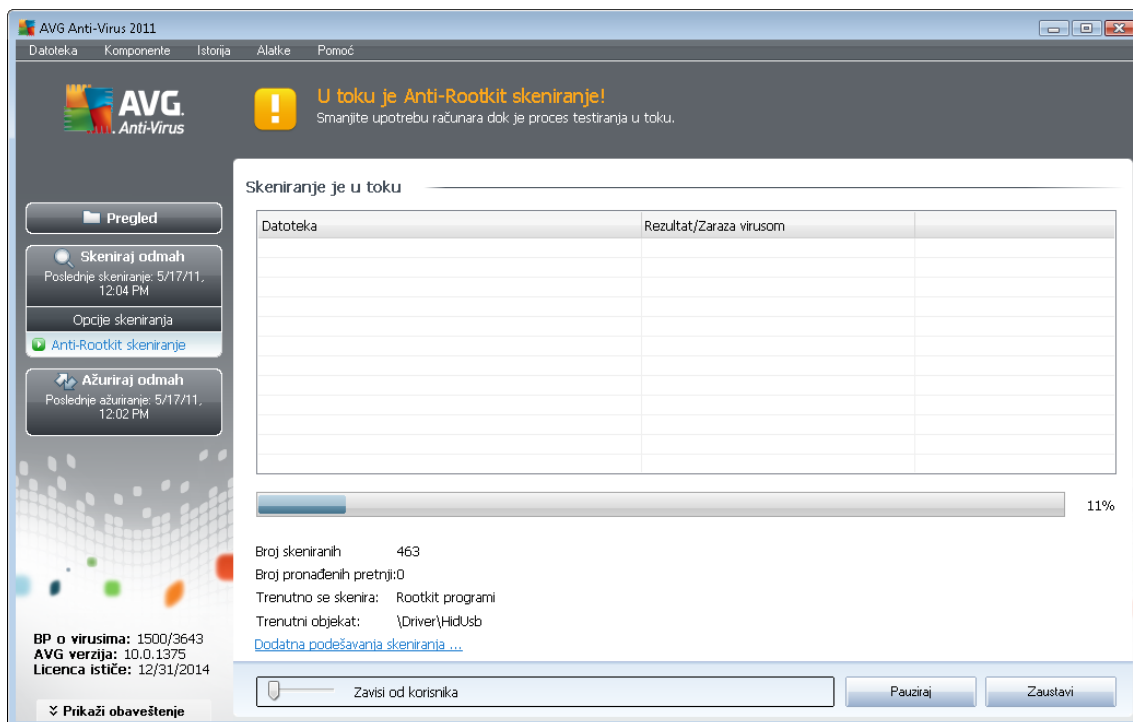 AVG Anti-Virus 2011
Datoteka Komponente Istorija Alatke Pomoć
AVG.
Anti-Virus
U toku je Anti-Rootkit skeniranje!
Smanjite upotrebu računara dok je proces testiranja u toku.
Pregled
Skeniraj odmah
Poslednje skeniranje: 5/17/11,
12:04 PM
Opcije skeniranja
Anti-Rootkit skeniranje
Ažuriraj odmah
Poslednje ažuriranje: 5/17/11,
12:02 PM
BP o virusima: 1500/3643
AVG verzija: 10.0.1375
Licenca ističe: 12/31/2014
Prikaži obaveštenje
Skeniranje je u toku
Datoteka Rezultat/Zaraza virusom
11%
Broj skeniranih 463
Broj pronađenih pretnji:0
Trenutno se skenira: Rootkit programi
Trenutni objekat: \Driver\HidUsb
Dodatna podešavanja skeniranja ...
Zavisi od korisnika
Pauziraj
Zaustavi